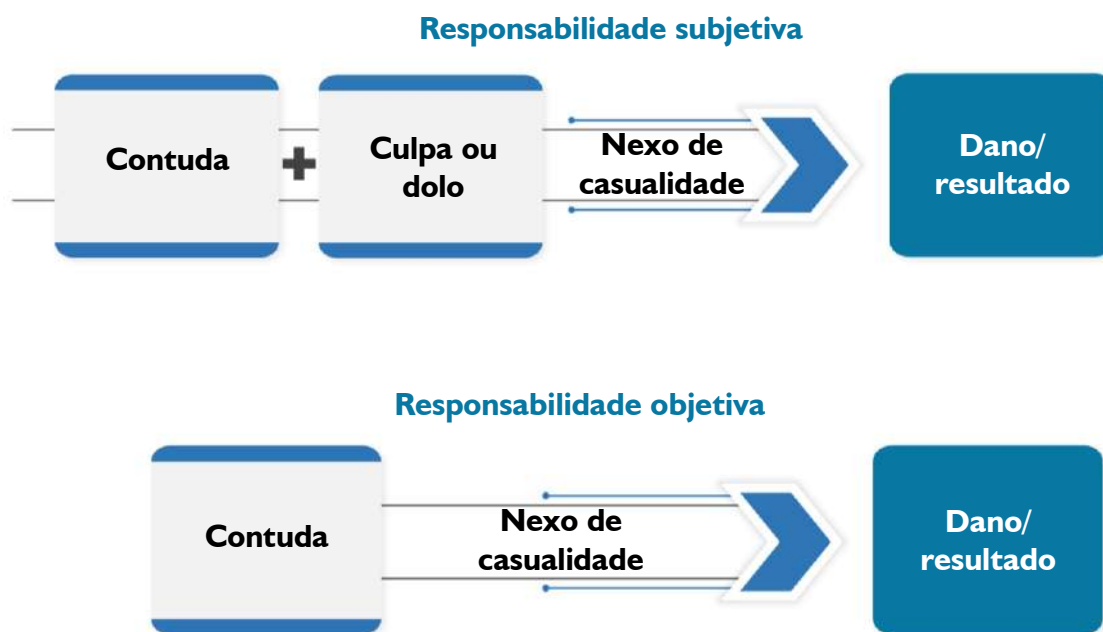 Responsabilidade subjetiva
Contuda
Culpa ou
dolo
Nexo de
casualidade
Dano/
resultado
Responsabilidade objetiva
Contuda
Nexo de
casualidade
Dano/
resultado